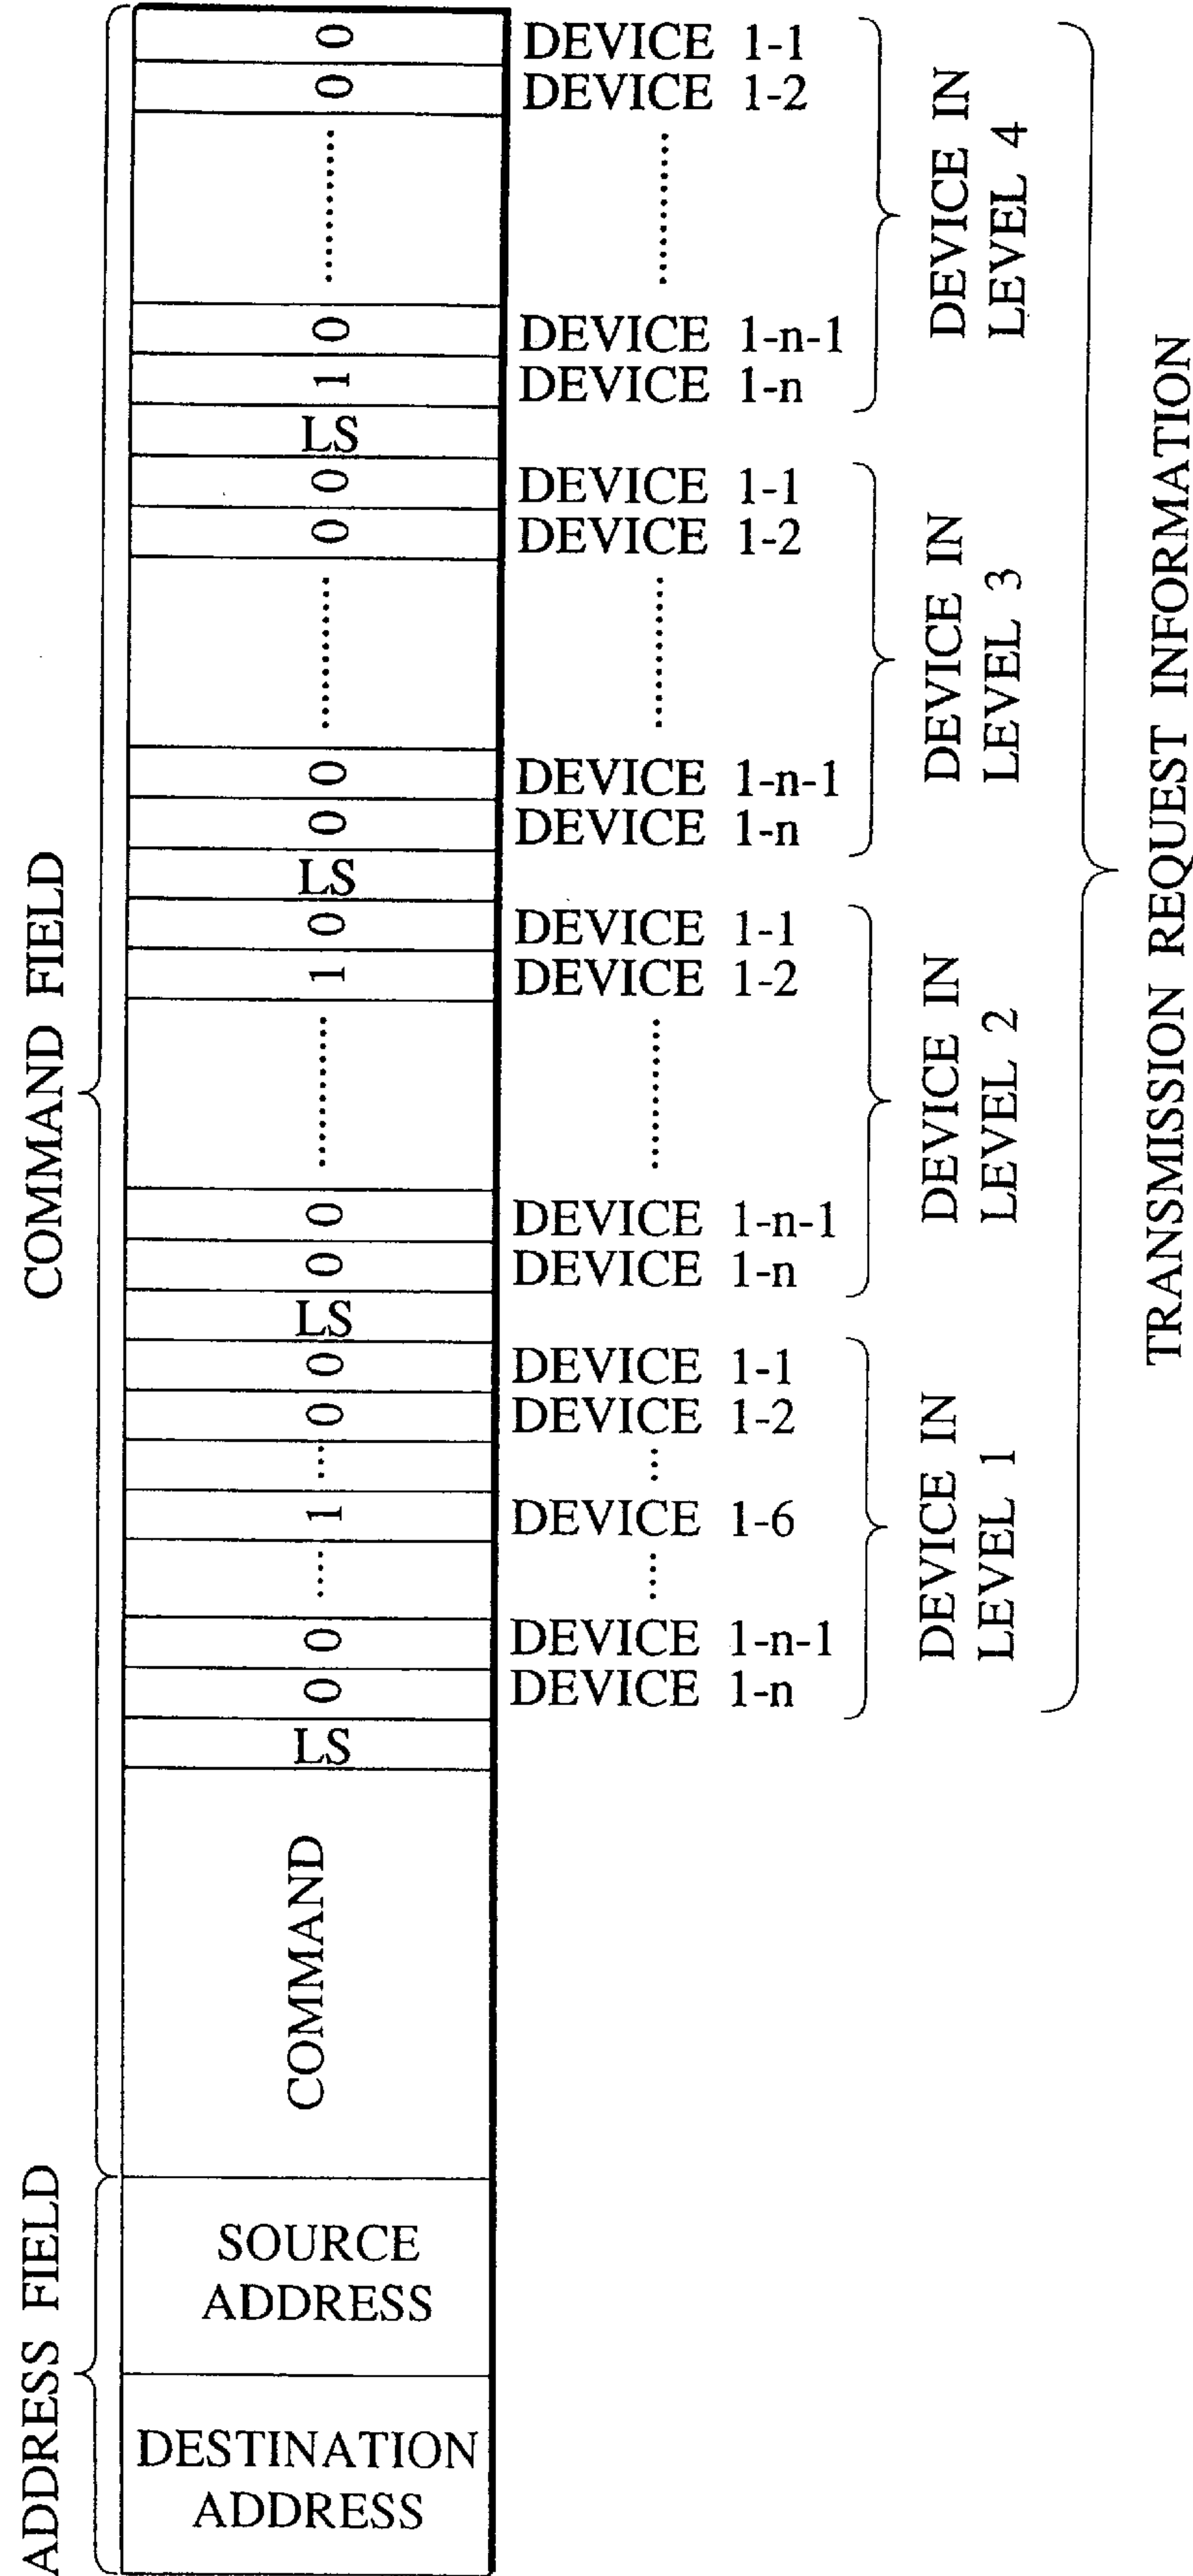 COMMAND FIELD
ADDRESS FIELD
0 DEVICE 1-1
0 DEVICE 1-2
0 DEVICE 1-n-1
1 DEVICE 1-n
DEVICE IN
LEVEL 4
LS
0 DEVICE 1-1
0 DEVICE 1-2
0 DEVICE 1-n-1
0 DEVICE 1-n
DEVICE IN
LEVEL 3
LS
0 DEVICE 1-1
1 DEVICE 1-2
0 DEVICE 1-n-1
0 DEVICE 1-n
DEVICE IN
LEVEL 2
LS
0 DEVICE 1-1
0 DEVICE 1-2
1 DEVICE 1-6
0 DEVICE 1-n-1
0 DEVICE 1-n
DEVICE IN
LEVEL 1
LS
TRANSMISSION REQUEST INFORMATION
COMMAND
SOURCE
ADDRESS
DESTINATION
ADDRESS